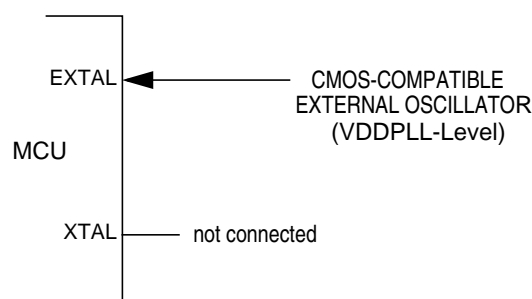 EXTAL
CMOS-COMPATIBLE
EXTERNAL OSCILLATOR
(VDDPLL-Level)
MCU
XTAL
not connected